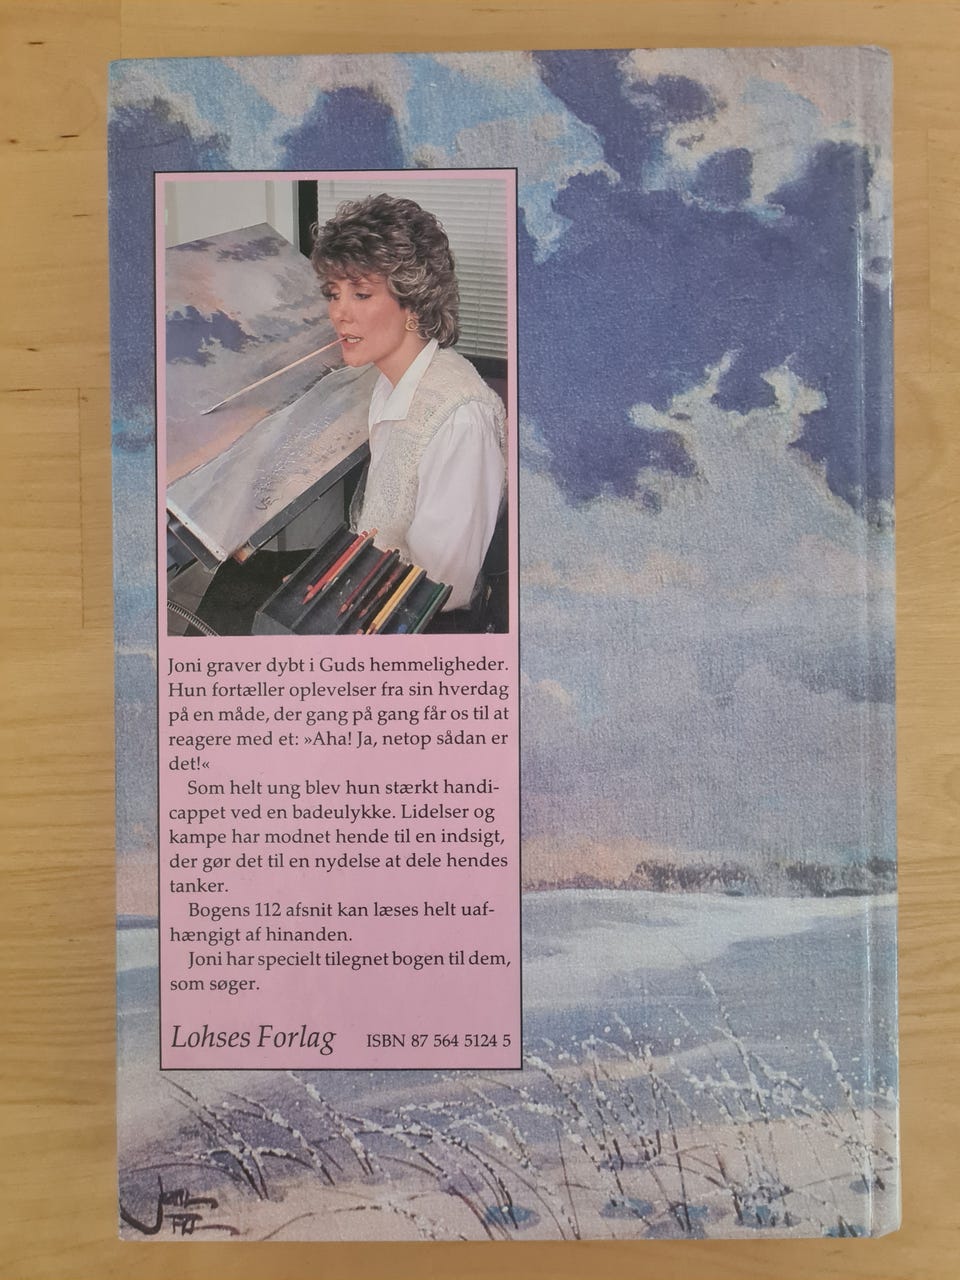 Joni graver dybt i Guds hemmeligheder.
Hun fortæller oplevelser fra sin hverdag
på en måde, der gang på gang får os til at
reagere med et: »Aha! Ja, netop sådan er
det!«
Som helt ung blev hun stærkt handi-
cappet ved en badeulykke. Lidelser og
kampe har modnet hende til en indsigt,
der gør det til en nydelse at dele hendes
tanker.
Bogens 112 afsnit kan læses helt uaf-
hængigt af hinanden.
Joni har specielt tilegnet bogen til dem,
som søger.
Lohses Forlag ISBN 87 564 5124 5
Joni
PTL